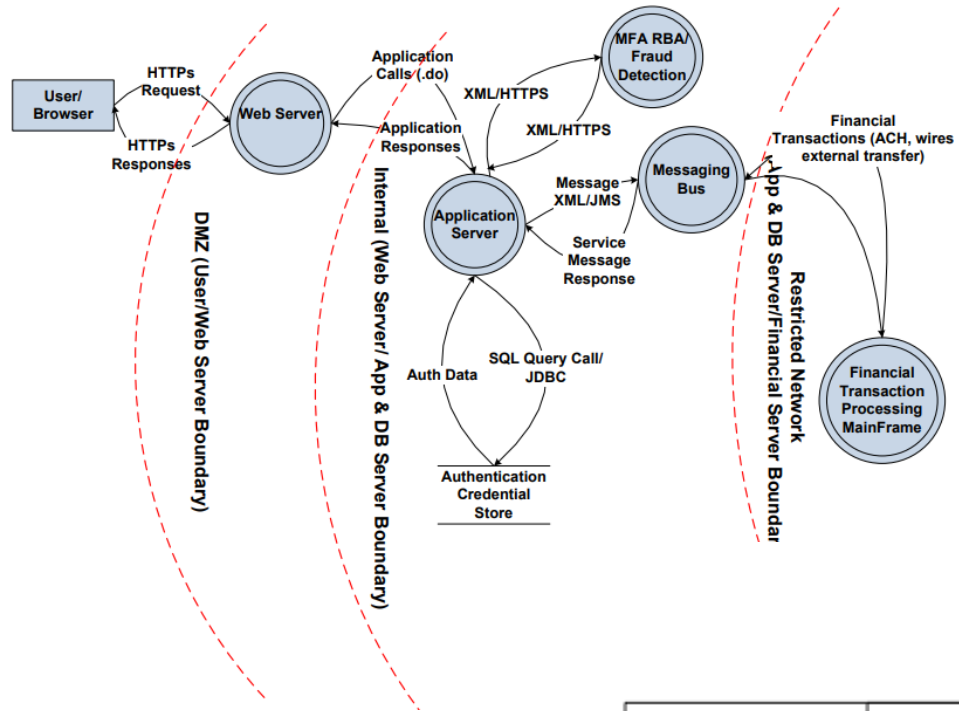 User/
Browser
HTTPs
Request
HTTPs
Responses
Web Server
DMZ (User/Web Server Boundary)
Application
Calls (.do)
Application
Responses
Internal (Web Server/ App & DB Server Boundary)
XML/HTTPS
XML/HTTPS
MFA RBA/
Fraud
Detection
Application
Server
Message
XML/JMS
Service
Message
Response
Messaging
Bus
Auth Data
SQL Query Call/
JDBC
Authentication
Credential
Store
Financial
Transactions (ACH, wires
external transfer)
Restricted Network
App & DB Server/Financial Server Boundar
Financial
Transaction
Processing
MainFrame